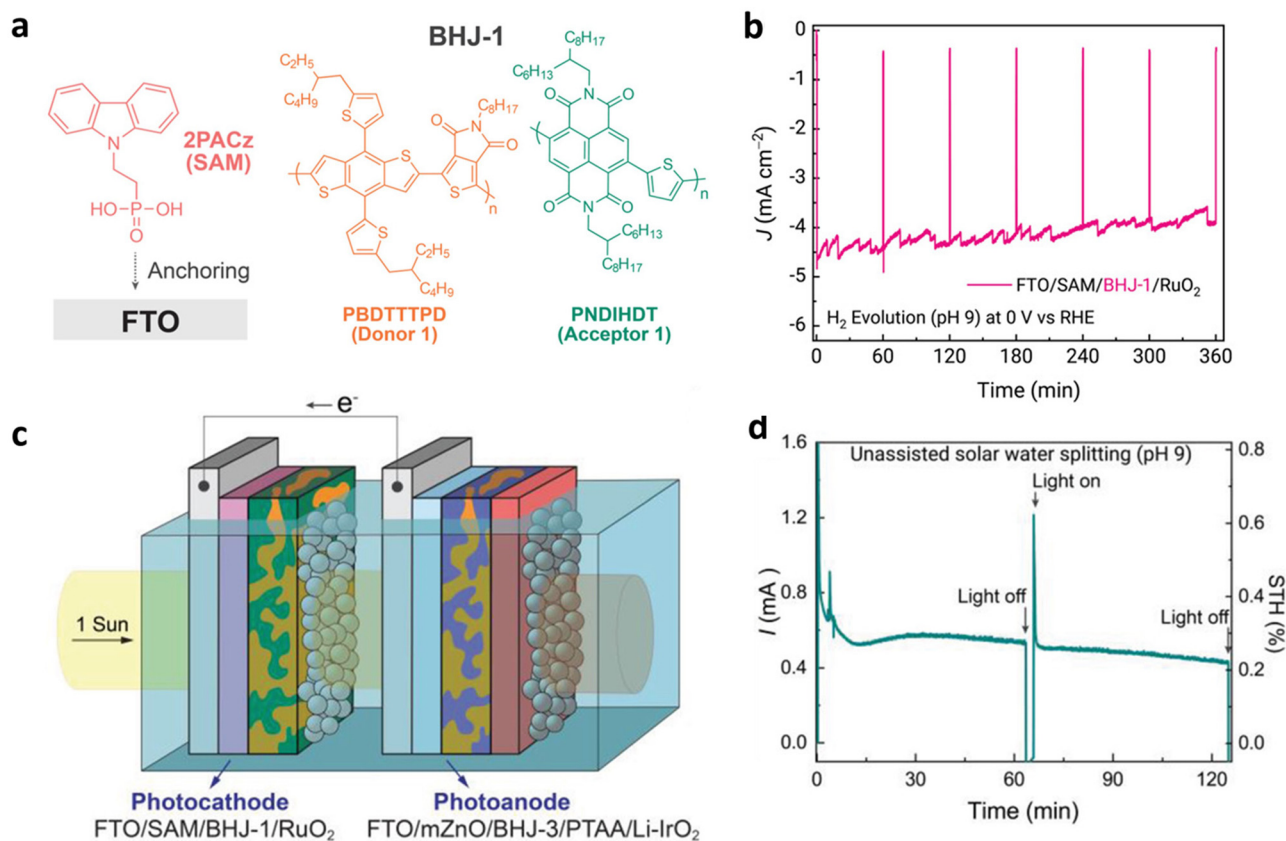 a
BHJ-1
2PACz
(SAM)
N
HO
P
OH
O
Anchoring
FTO
C2H5
C4H9
S
S
S
S
S
C8H17
N
O
O
n
C2H5
C4H9
PBDTTTPD
(Donor 1)
C8H17
C6H13
O
N
O
S
n
O
N
O
C6H13
C8H17
PNDIHDT
(Acceptor 1)
b
0
-1
-2
-3
-4
-5
-6
J (mA cm⁻²)
FTO/SAM/BHJ-1/RuO₂
H₂ Evolution (pH 9) at 0 V vs RHE
0 60 120 180 240 300 360
Time (min)
c
e⁻
1 Sun
Photocathode
FTO/SAM/BHJ-1/RuO₂
Photoanode
FTO/mZnO/BHJ-3/PTAA/Li-IrO₂
d
Unassisted solar water splitting (pH 9)
Light on
Light off
Light off
1.6
1.2
0.8
0.4
0.0
I (mA)
0.8
0.6
0.4
0.2
0.0
STH (%)
0 30 60 90 120
Time (min)